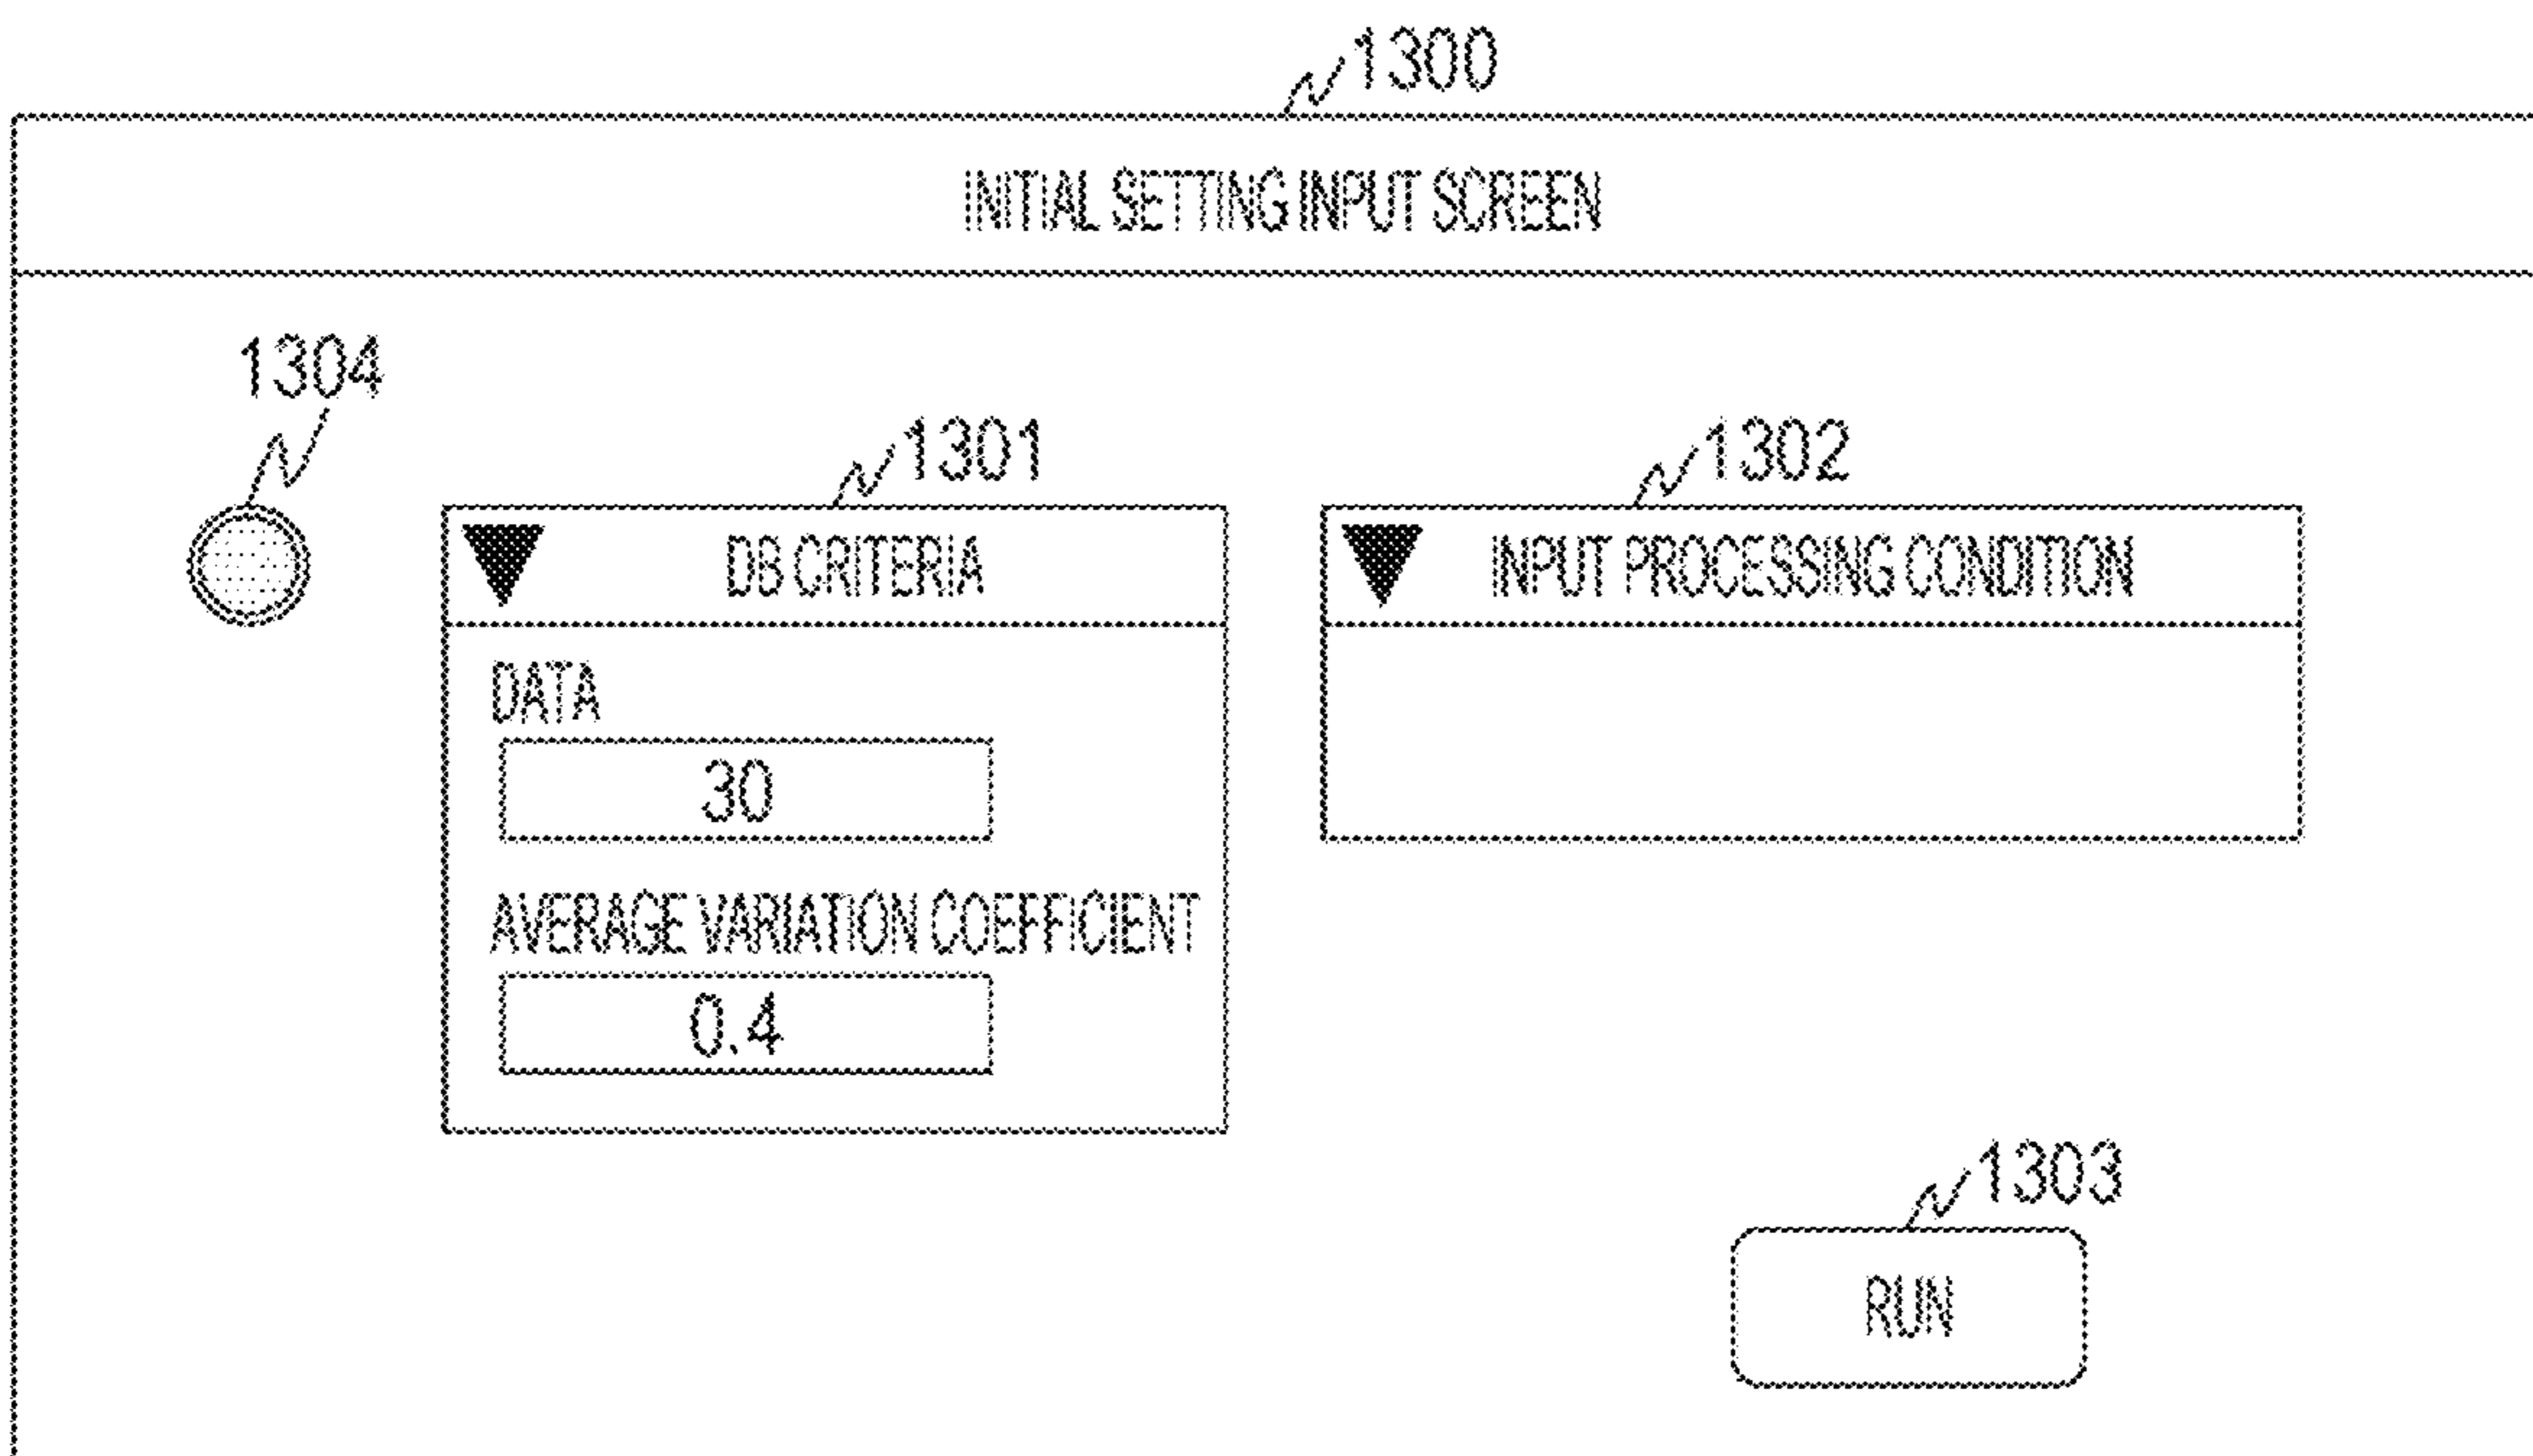 1300
INITIAL SETTING INPUT SCREEN
1304
1301
1302
DB CRITERIA
INPUT PROCESSING CONDITION
DATA
30
AVERAGE VARIATION COEFFICIENT
0.4
1303
RUN